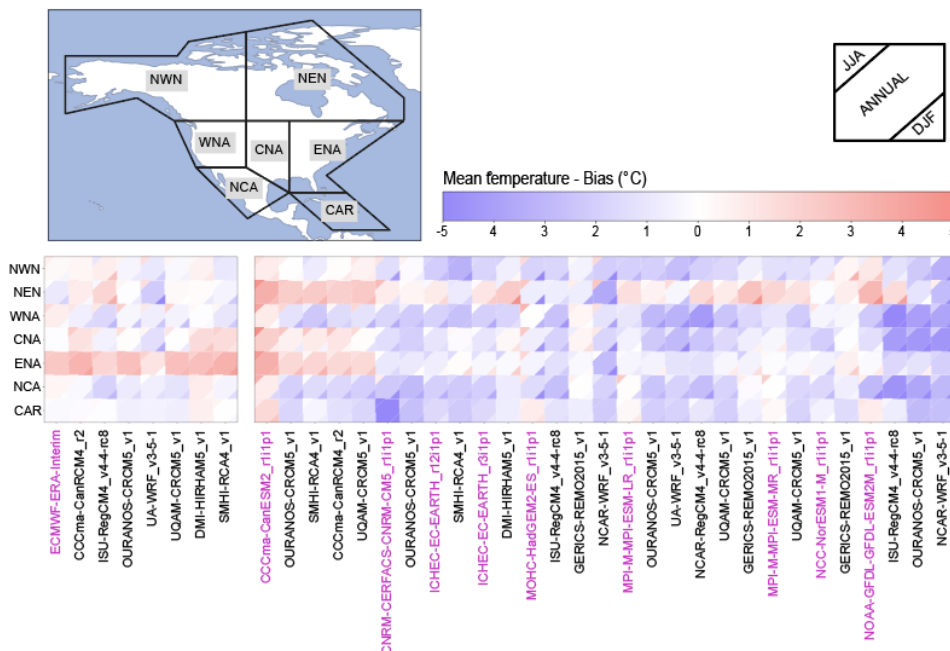 NWN
NEN
WNA
CNA
ENA
NCA
CAR
JJA
ANNUAL
DJF
Mean temperature - Bias (°C)
-5 4 3 2 1 0 1 2 3 4 5
NWN
NEN
WNA
CNA
ENA
NCA
CAR
ECMWF-ERA-Interim
CCCma-CanRCM4_r2
ISU-RegCM4_v4-4-rc8
OURANOS-CRCM5_v1
UA-WRF_v3-5-1
UQAM-CRCM5_v1
DMI-HIRHAM5_v1
SMHI-RCA4_v1
CCCma-CanESM2_r1i1p1
OURANOS-CRCM5_v1
SMHI-RCA4_v1
CCCma-CanRCM4_r2
UQAM-CRCM5_v1
CNRM-CERFACS-CNRM-CM5_r1i1p1
OURANOS-CRCM5_v1
ICHEC-EC-EARTH_r12i1p1
SMHI-RCA4_v1
ICHEC-EC-EARTH_r3i1p1
DMI-HIRHAM5_v1
MOHC-HadGEM2-ES_r1i1p1
ISU-RegCM4_v4-4-rc8
GERICS-REMO2015_v1
NCAR-WRF_v3-5-1
MPI-M-MPI-ESM-LR_r1i1p1
OURANOS-CRCM5_v1
UA-WRF_v3-5-1
NCAR-RegCM4_v4-4-rc8
UQAM-CRCM5_v1
GERICS-REMO2015_v1
MPI-M-MPI-ESM-MR_r1i1p1
UQAM-CRCM5_v1
NCC-NorESM1-M_r1i1p1
GERICS-REMO2015_v1
NOAA-GFDL-GFDL-ESM2M_r1i1p1
ISU-RegCM4_v4-4-rc8
OURANOS-CRCM5_v1
NCAR-WRF_v3-5-1